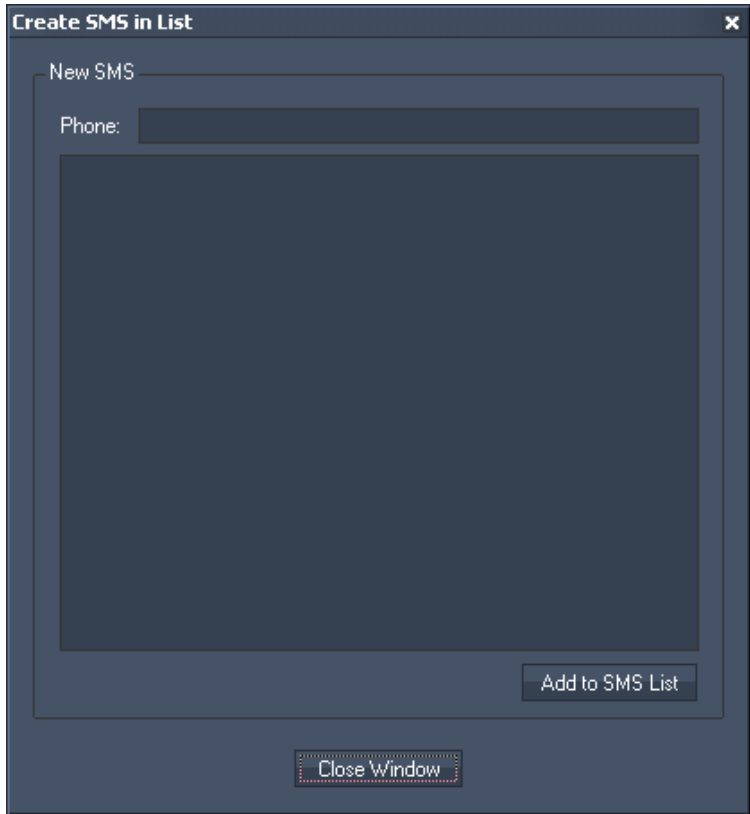 Create SMS in List
New SMS
Phone:
Add to SMS List
Close Window